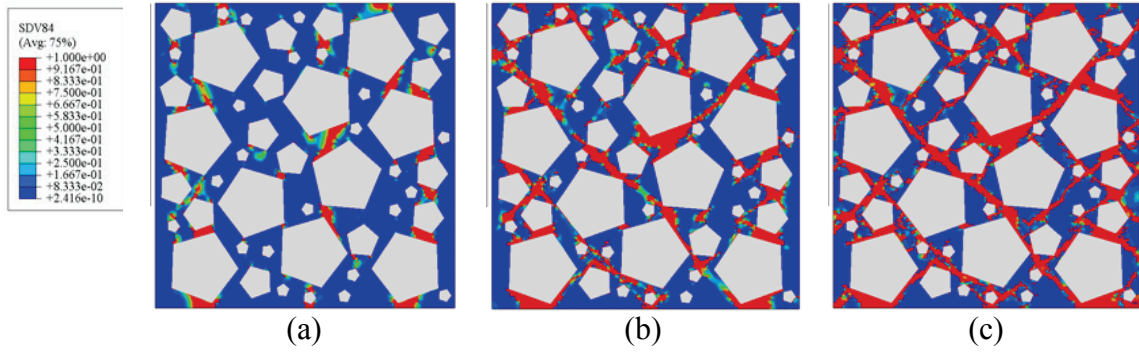 SDV84
(Avg: 75%)
+1.000e+00
+9.167e-01
+8.333e-01
+7.500e-01
+6.667e-01
+5.833e-01
+5.000e-01
+4.167e-01
+3.333e-01
+2.500e-01
+1.667e-01
+8.333e-02
+2.416e-10
(a) (b) (c)